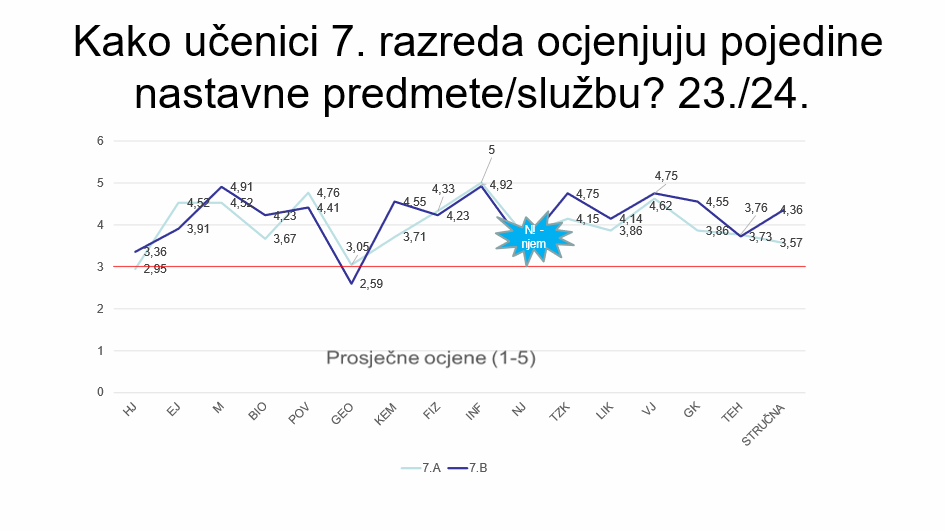 Kako učenici 7. razreda ocjenjuju pojedine
nastavne predmete/službu? 23./24.
6
5
4
3
2
1
0
5
4,92
4,91
4,52
4,52
3,91
4,23
3,67
4,76
4,41
3,36
2,95
3,05
2,59
4,55
3,71
4,33
4,23
4,75
4,15
4,14
3,86
4,75
4,62
4,55
3,86
3,76
3,73
4,36
3,57
njem
Prosječne ocjene (1-5)
HJ
EJ
M
BIO
POV
GEO
KEM
FIZ
INF
NJ
TZK
LIK
VJ
GK
TEH
STRUČNA
7.A
7.B